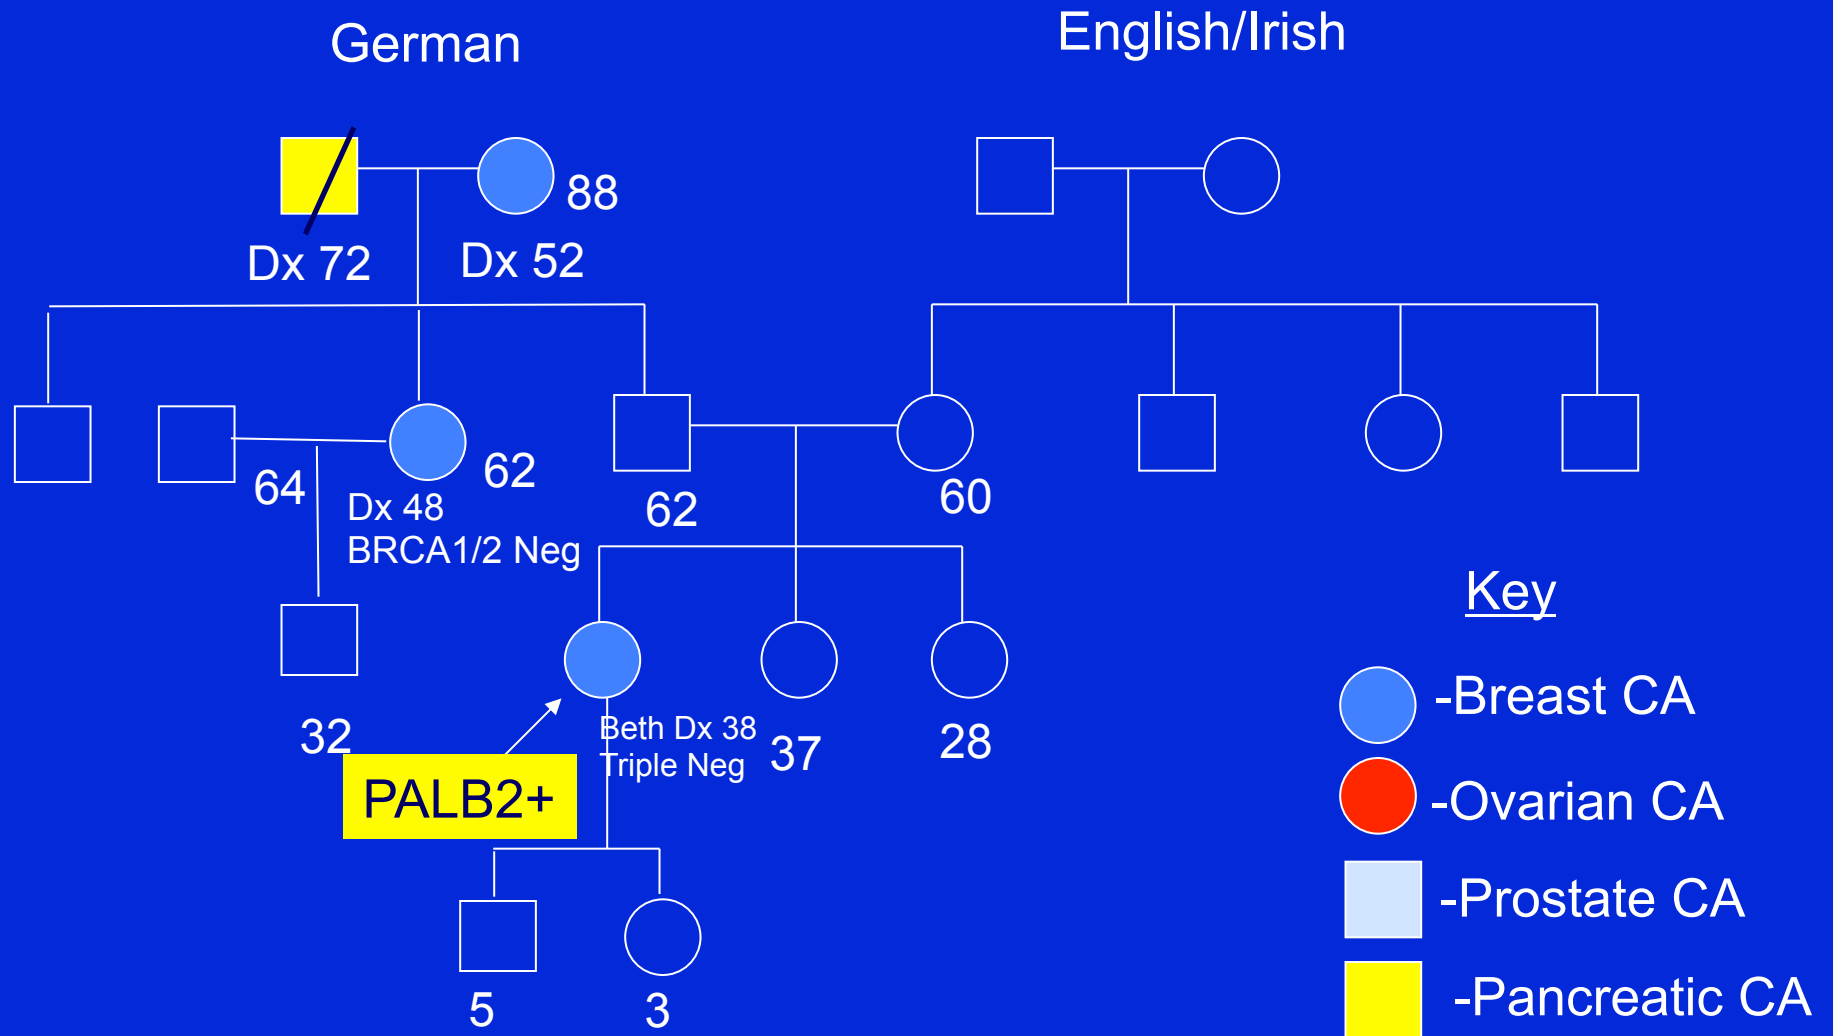 German
English/Irish
88
Dx 72
Dx 52
64
Dx 48
BRCA1/2 Neg
62
62
60
32
Beth Dx 38
Triple Neg
37
28
PALB2+
5
3
Key
-Breast CA
-Ovarian CA
-Prostate CA
-Pancreatic CA